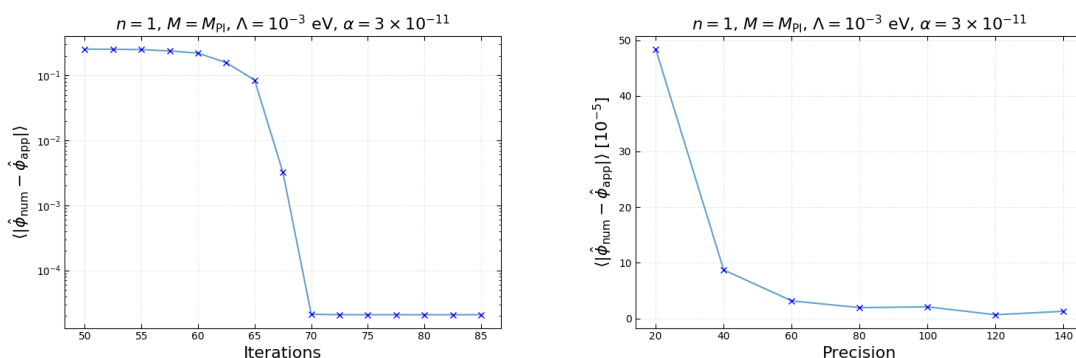 n = 1, M = M_Pl, Λ = 10⁻³ eV, α = 3 × 10⁻¹¹
⟨|φ̂_num − φ̂_app|⟩
10⁻¹
10⁻²
10⁻³
10⁻⁴
50 55 60 65 70 75 80 85
Iterations
n = 1, M = M_Pl, Λ = 10⁻³ eV, α = 3 × 10⁻¹¹
⟨|φ̂_num − φ̂_app|⟩ [10⁻⁵]
50
40
30
20
10
0
20 40 60 80 100 120 140
Precision